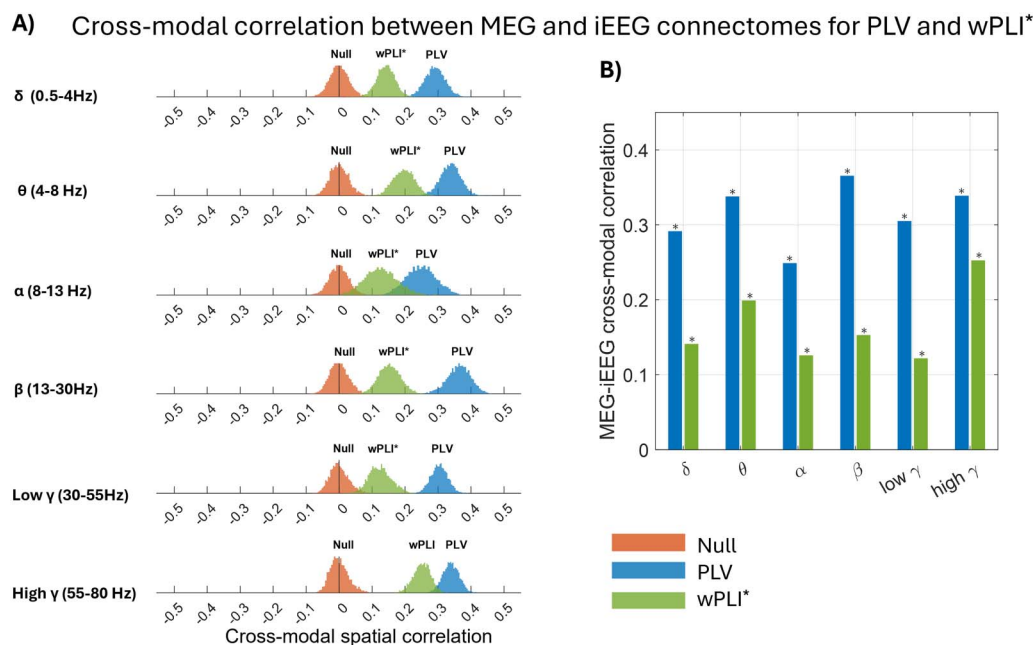 A) Cross-modal correlation between MEG and iEEG connectomes for PLV and wPLI*
δ (0.5-4Hz)
Null wPLI* PLV
-0.5 -0.4 -0.3 -0.2 -0.1 0 0.1 0.2 0.3 0.4 0.5
θ (4-8 Hz)
Null wPLI* PLV
-0.5 -0.4 -0.3 -0.2 -0.1 0 0.1 0.2 0.3 0.4 0.5
α (8-13 Hz)
Null wPLI* PLV
-0.5 -0.4 -0.3 -0.2 -0.1 0 0.1 0.2 0.3 0.4 0.5
β (13-30Hz)
Null wPLI* PLV
-0.5 -0.4 -0.3 -0.2 -0.1 0 0.1 0.2 0.3 0.4 0.5
Low γ (30-55Hz)
Null wPLI* PLV
-0.5 -0.4 -0.3 -0.2 -0.1 0 0.1 0.2 0.3 0.4 0.5
High γ (55-80 Hz)
Null wPLI PLV
-0.5 -0.4 -0.3 -0.2 -0.1 0 0.1 0.2 0.3 0.4 0.5
Cross-modal spatial correlation
B)
MEG-iEEG cross-modal correlation
0.4
0.3
0.2
0.1
0
* * * * * * * * * * * *
δ θ α β low γ high γ
Null
PLV
wPLI*